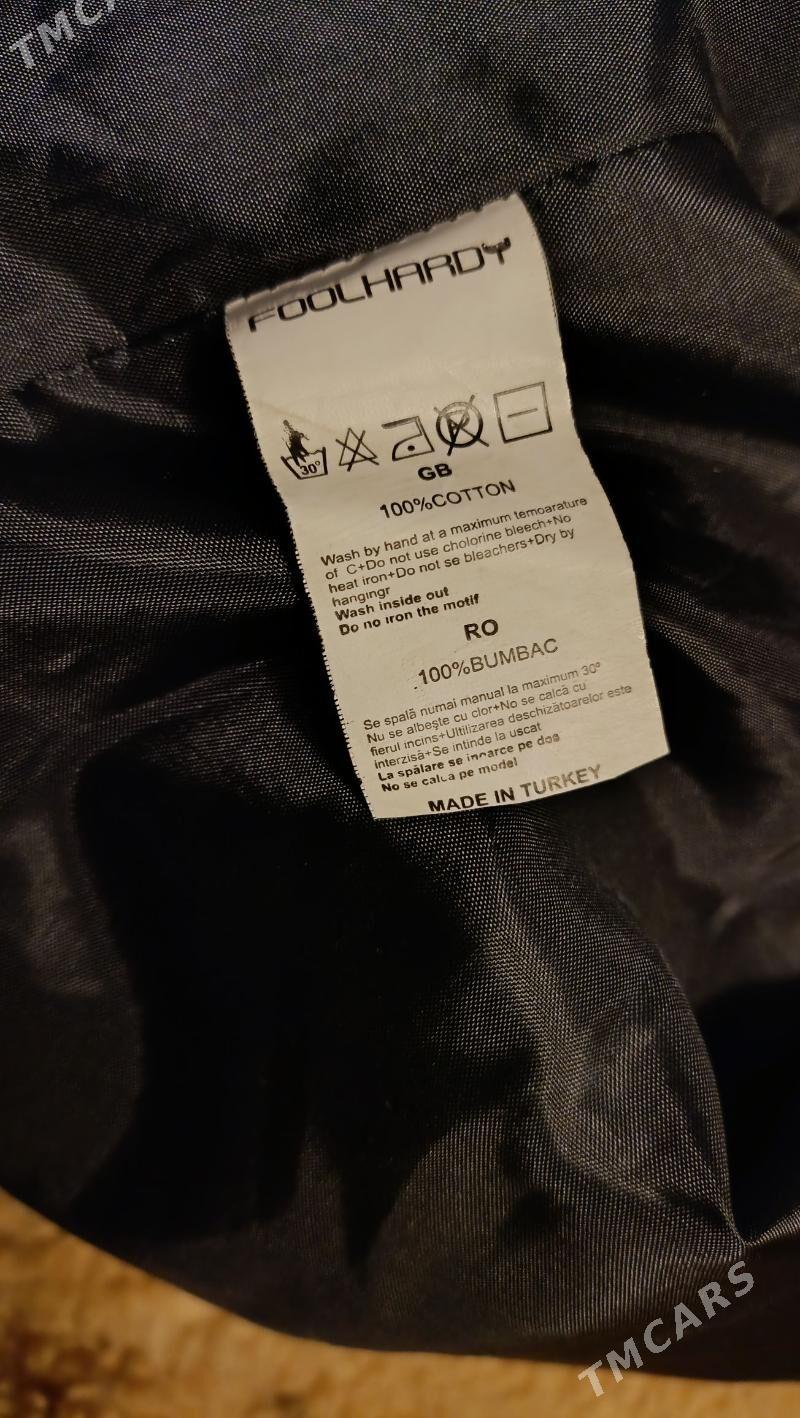 TMCARS
FOOLHARDY
30°
GB
100%COTTON
Wash by hand at a maximum temoarature
of C+Do not use cholorine bleech+No
heat iron+Do not se bleachers+Dry by
hangingr
Wash inside out
Do no iron the motif
RO
100%BUMBAC
Se spală numai manual la maximum 30º
Nu se albeşte cu clor+No se calcă cu
fierul incins+Ultilizarea deschizătoarelor este
interzisă+Se intinde la uscat
La spălare se inoarce pe dos
No se calcă pe model
MADE IN TURKEY
TMCARS